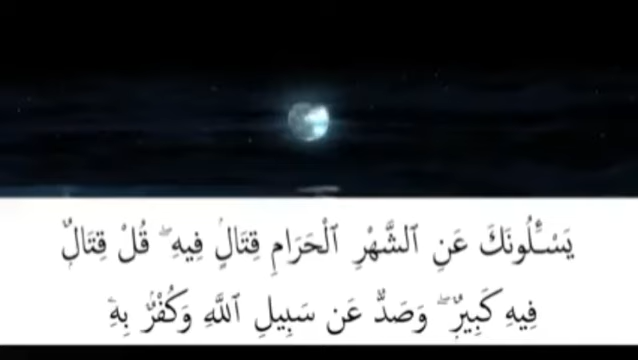 يَسْـَٔلُونَكَ عَنِ ٱلشَّهْرِ ٱلْحَرَامِ قِتَالٍۢ فِيهِ ۖ قُلْ قِتَالٌۭ
فِيهِ كَبِيرٌۭ ۖ وَصَدٌّ عَن سَبِيلِ ٱللَّهِ وَكُفْرٌۢ بِهِۦ